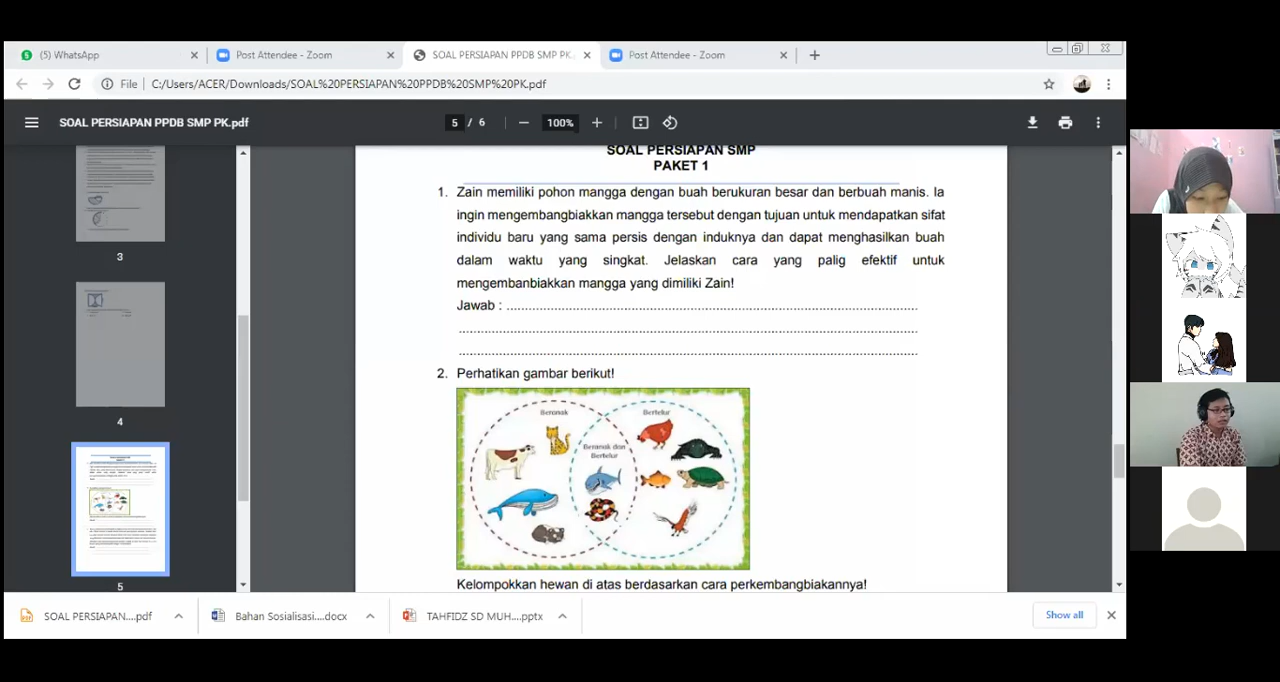 (5) WhatsApp
Post Attendee - Zoom
SOAL PERSIAPAN PPDB SMP PK
Post Attendee - Zoom
File
C:/Users/ACER/Downloads/SOAL%20PERSIAPAN%20PPDB%20SMP%20PK.pdf
SOAL PERSIAPAN PPDB SMP PK.pdf
5 / 6
100%
3
4
5
SOAL PERSIAPAN SMP
PAKET 1
1. Zain memiliki pohon mangga dengan buah berukuran besar dan berbuah manis. Ia
ingin mengembangbiakkan mangga tersebut dengan tujuan untuk mendapatkan sifat
individu baru yang sama persis dengan induknya dan dapat menghasilkan buah
dalam waktu yang singkat. Jelaskan cara yang palig efektif untuk
mengembanbiakkan mangga yang dimiliki Zain!
Jawab :
2. Perhatikan gambar berikut!
Beranak
Bertelur
Beranak dan
Bertelur
Kelompokkan hewan di atas berdasarkan cara perkembangbiakannya!
SOAL PERSIAPAN....pdf
Bahan Sosialisasi....docx
TAHFIDZ SD MUH....pptx
Show all